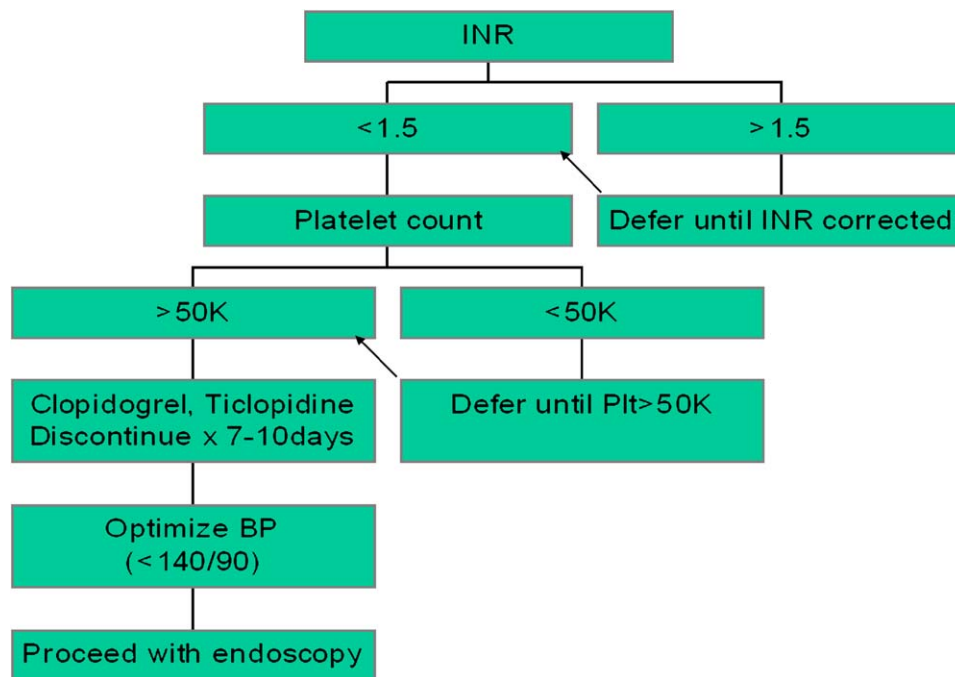 INR
<1.5
>1.5
Platelet count
Defer until INR corrected
>50K
<50K
Clopidogrel, Ticlopidine
Discontinue x 7-10days
Defer until Plt>50K
Optimize BP
(<140/90)
Proceed with endoscopy